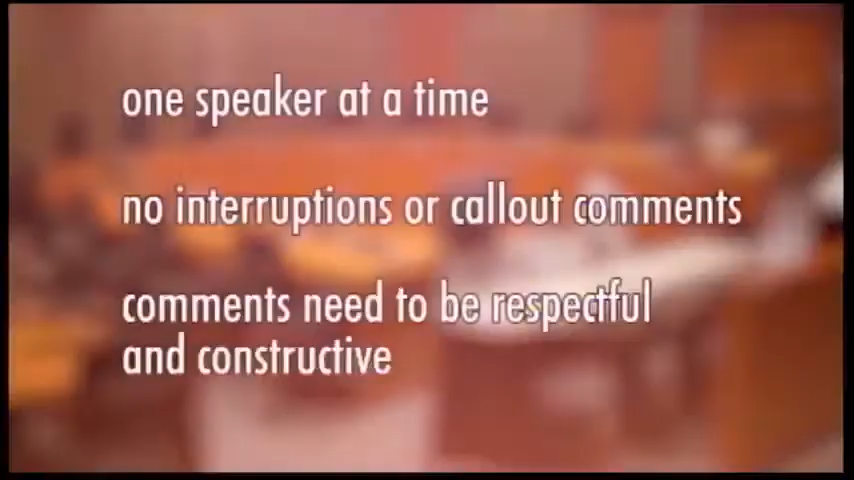 one speaker at a time
no interruptions or callout comments
comments need to be respectful
and constructive